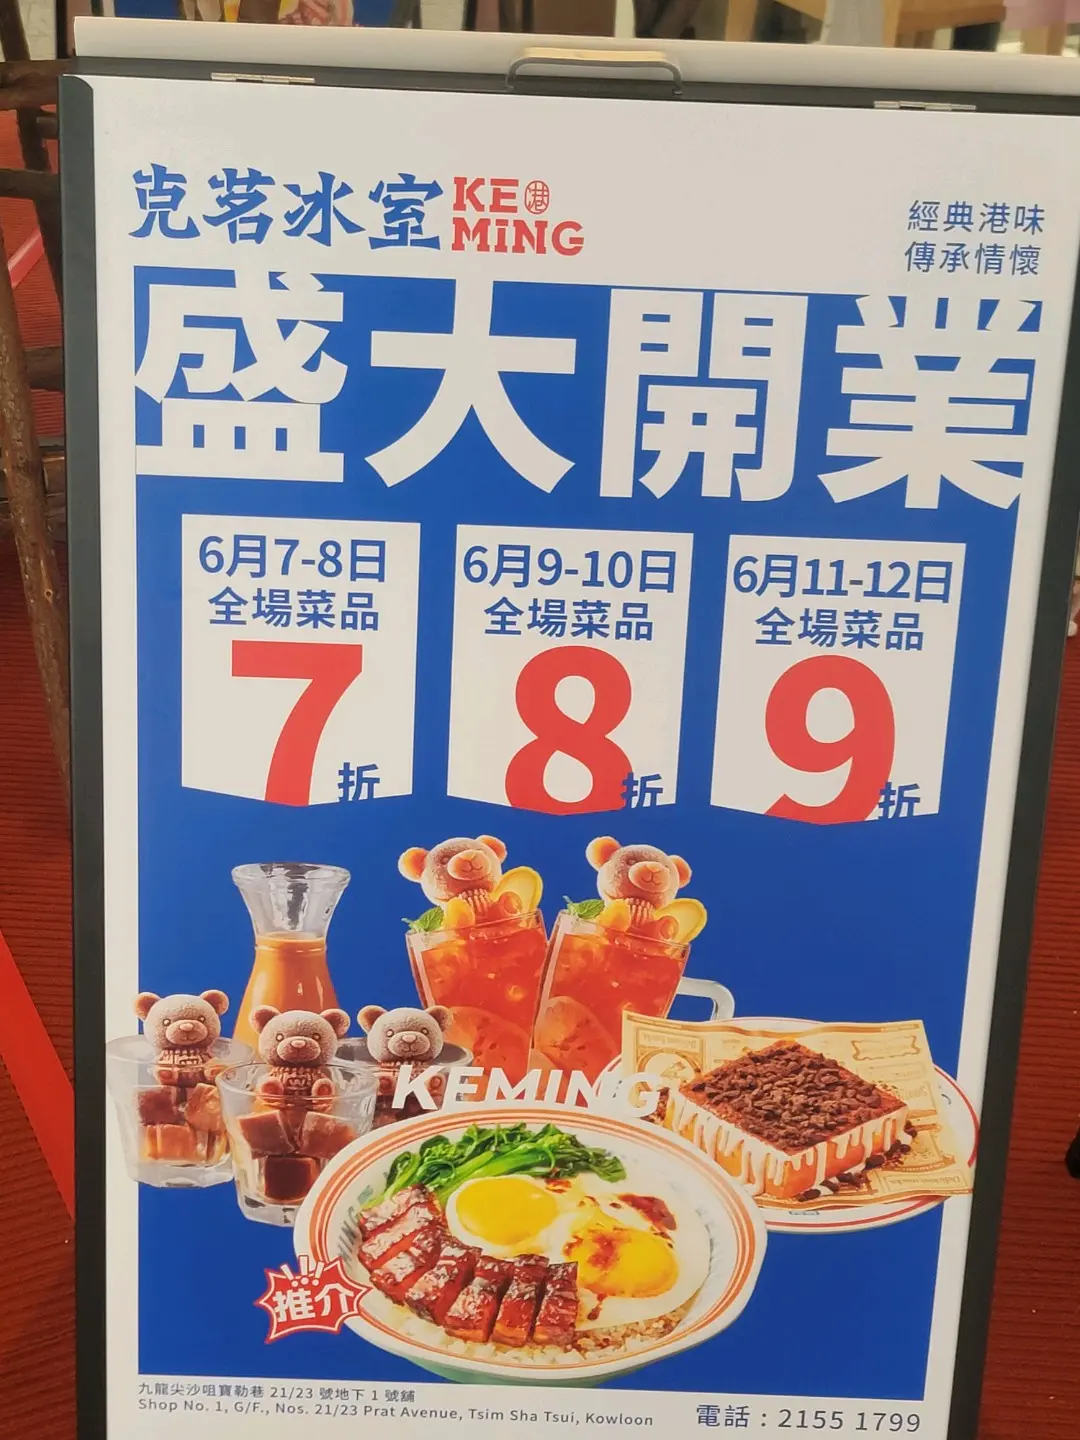 克茗冰室 KE港
MING
經典港味
傳承情懷
盛大開業
6月7-8日
全場菜品
7折
6月9-10日
全場菜品
8折
6月11-12日
全場菜品
9折
KEMING
推介
九龍尖沙咀寶勒巷 21/23 號地下 1 號舖
Shop No. 1, G/F., Nos. 21/23 Prat Avenue, Tsim Sha Tsui, Kowloon
電話 : 2155 1799